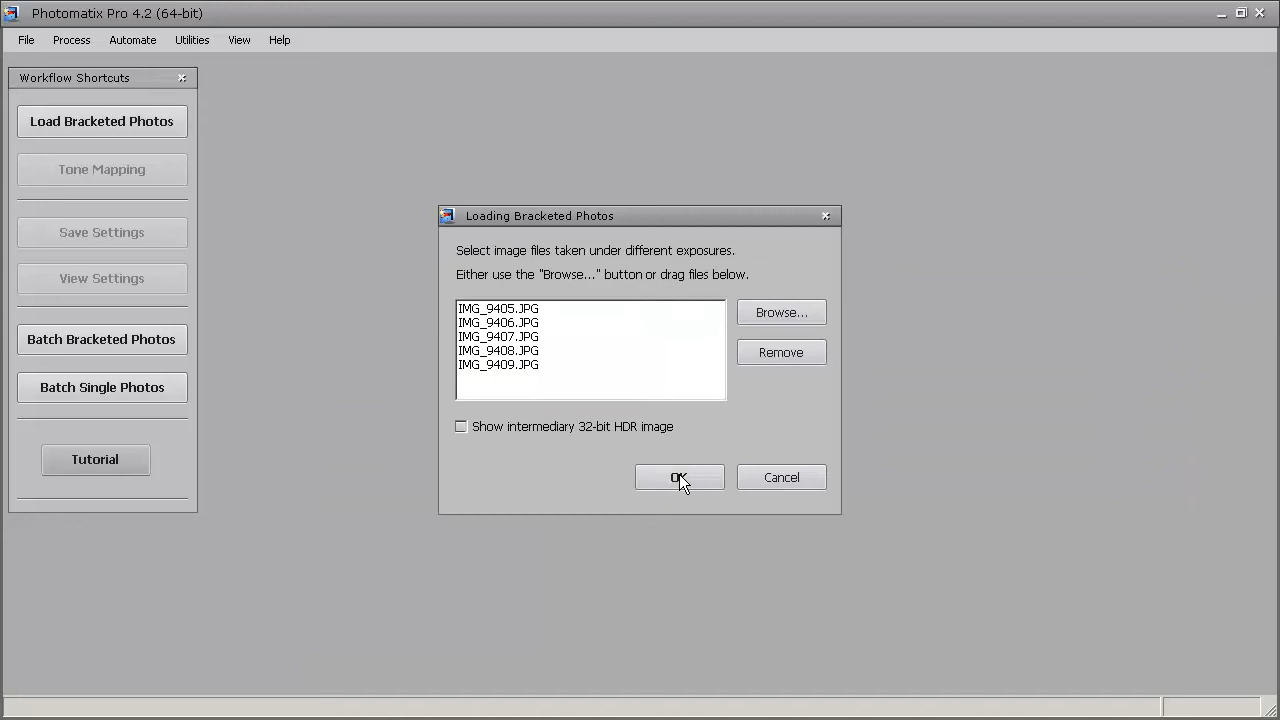 Photomatix Pro 4.2 (64-bit)
File Process Automate Utilities View Help
Workflow Shortcuts
Load Bracketed Photos
Tone Mapping
Save Settings
View Settings
Batch Bracketed Photos
Batch Single Photos
Tutorial
Loading Bracketed Photos
Select image files taken under different exposures.
Either use the "Browse..." button or drag files below.
IMG_9405.JPG
IMG_9406.JPG
IMG_9407.JPG
IMG_9408.JPG
IMG_9409.JPG
Browse...
Remove
Show intermediary 32-bit HDR image
OK
Cancel